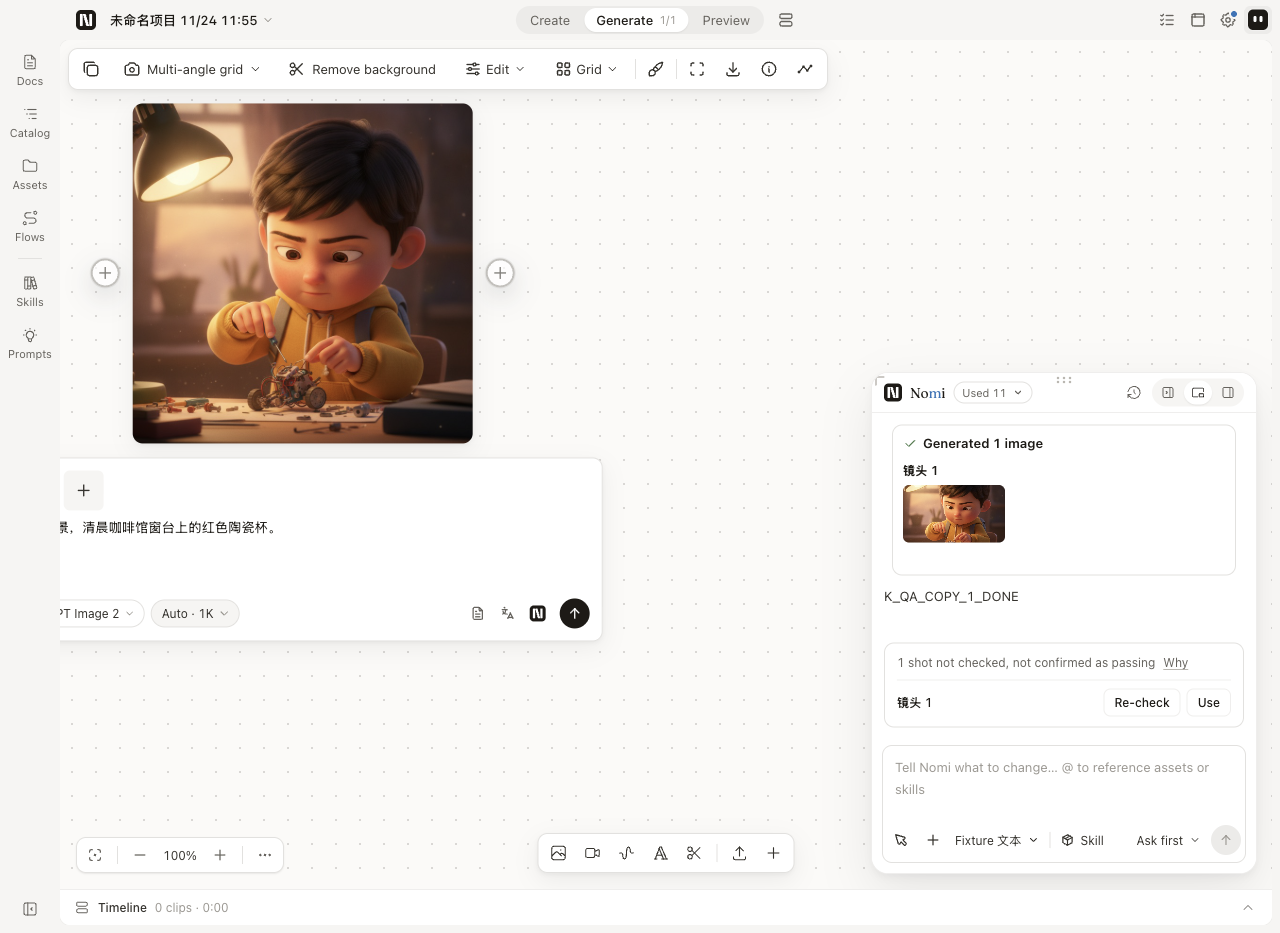 未命名项目 11/24 11:55
Create
Generate 1/1
Preview
Docs
Catalog
Assets
Flows
Skills
Prompts
Multi-angle grid
Remove background
Edit
Grid
景，清晨咖啡馆窗台上的红色陶瓷杯。
PT Image 2
Auto · 1K
Nomi
Used 11
Generated 1 image
镜头 1
K_QA_COPY_1_DONE
1 shot not checked, not confirmed as passing Why
镜头 1
Re-check
Use
Tell Nomi what to change... @ to reference assets or
skills
Fixture 文本
Skill
Ask first
100%
Timeline 0 clips · 0:00